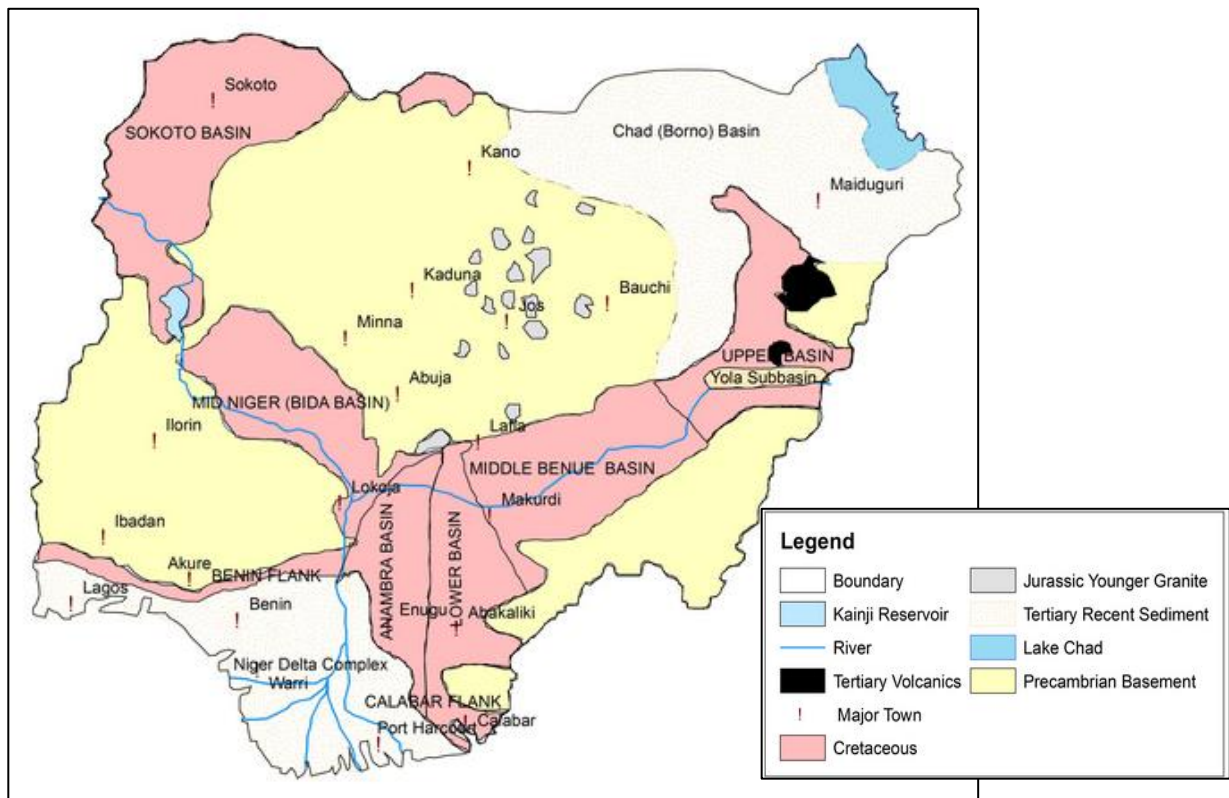 Sokoto
SOKOTO BASIN
Chad (Borno) Basin
Kano
Maiduguri
Kaduna
Bauchi
Jos
Minna
UPPER BASIN
Yola Subbasin
Abuja
MID NIGER (BIDA BASIN)
Ilorin
Lafia
MIDDLE BENUE BASIN
Lokoja
Makurdi
Ibadan
ANAMBRA BASIN
LOWER BASIN
Akure
BENIN FLANK
Lagos
Benin
Enugu
Abakaliki
Niger Delta Complex
Warri
CALABAR FLANK
Calabar
Port Harcourt
Legend
Boundary
Kainji Reservoir
River
Tertiary Volcanics
! Major Town
Cretaceous
Jurassic Younger Granite
Tertiary Recent Sediment
Lake Chad
Precambrian Basement